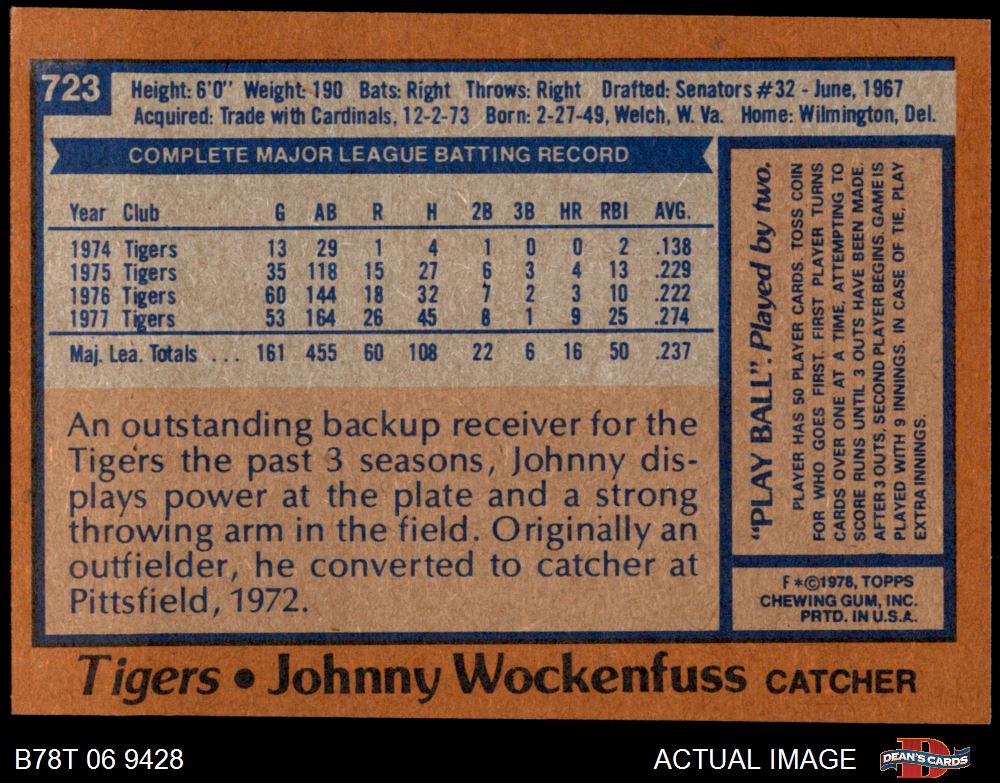 723
Height: 6'0" Weight: 190 Bats: Right Throws: Right Drafted: Senators #32 - June, 1967
Acquired: Trade with Cardinals, 12-2-73 Born: 2-27-49, Welch, W. Va. Home: Wilmington, Del.
COMPLETE MAJOR LEAGUE BATTING RECORD
Year Club G AB R H 2B 3B HR RBI AVG.
1974 Tigers 13 29 1 4 1 0 0 2 .138
1975 Tigers 35 118 15 27 6 3 4 13 .229
1976 Tigers 60 144 18 32 7 2 3 10 .222
1977 Tigers 53 164 26 45 8 1 9 25 .274
Maj. Lea. Totals ... 161 455 60 108 22 6 16 50 .237
An outstanding backup receiver for the
Tigers the past 3 seasons, Johnny dis-
plays power at the plate and a strong
throwing arm in the field. Originally an
outfielder, he converted to catcher at
Pittsfield, 1972.
"PLAY BALL". Played by two.
PLAYER HAS 50 PLAYER CARDS. TOSS COIN
FOR WHO GOES FIRST. FIRST PLAYER TURNS
CARDS OVER ONE AT A TIME, ATTEMPTING TO
SCORE RUNS UNTIL 3 OUTS HAVE BEEN MADE.
AFTER 3 OUTS, SECOND PLAYER BEGINS. GAME IS
PLAYED WITH 9 INNINGS. IN CASE OF TIE, PLAY
EXTRA INNINGS.
F*©1978, TOPPS
CHEWING GUM, INC.
PRTD. IN U.S.A.
Tigers • Johnny Wockenfuss CATCHER
B78T 06 9428
ACTUAL IMAGE
DEAN'S CARDS